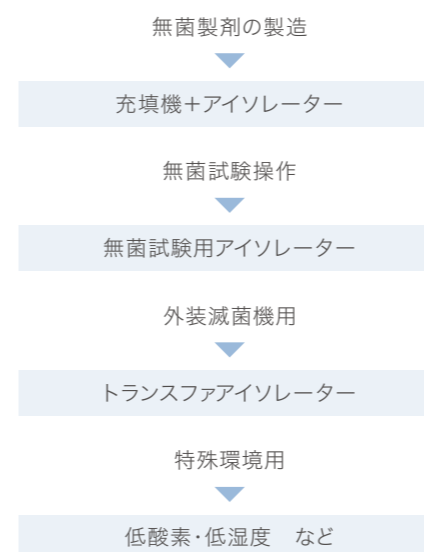 無菌製剤の製造
充填機＋アイソレーター
無菌試験操作
無菌試験用アイソレーター
外装滅菌機用
トランスファアイソレーター
特殊環境用
低酸素・低湿度　など